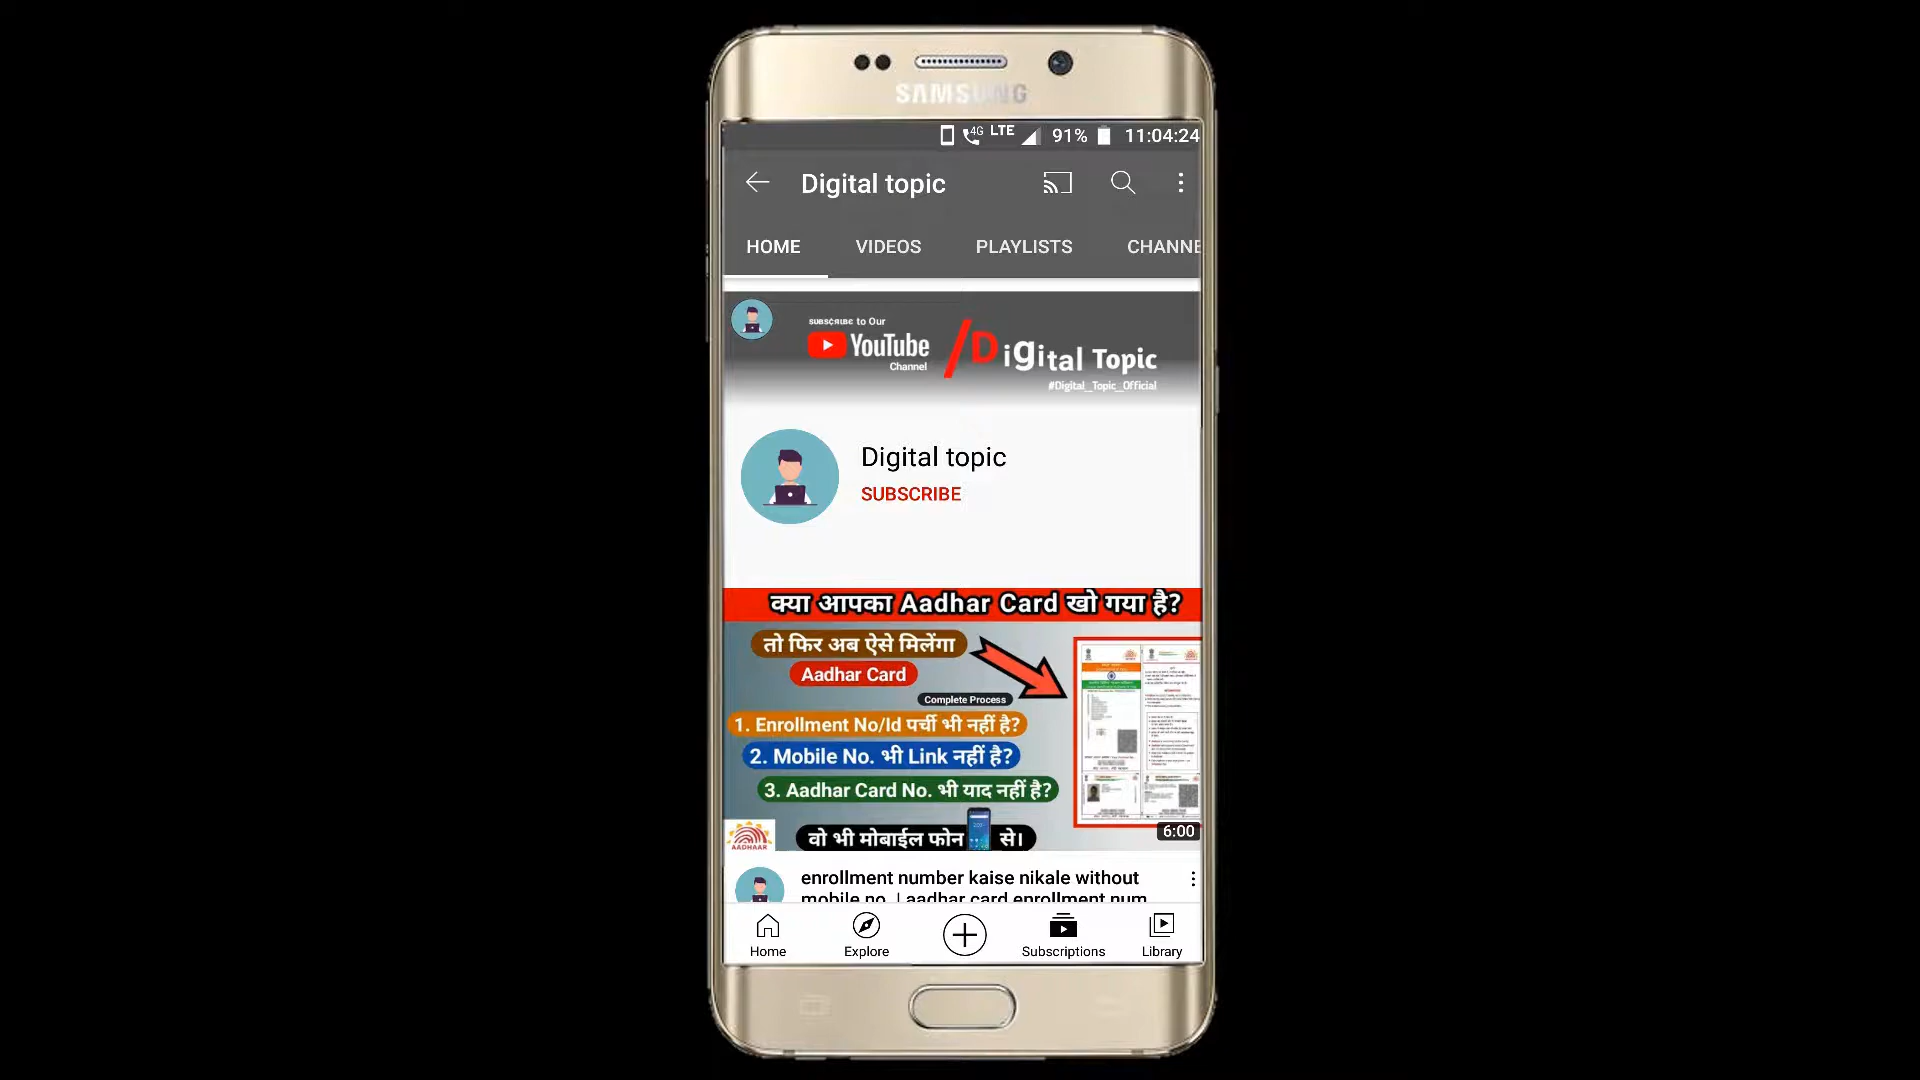 SAMSUNG
4G LTE 91% 11:04:24
Digital topic
HOME VIDEOS PLAYLISTS CHANNE
SUBSCRIBE to Our
YouTube
Channel
/Digital Topic
#Digital_Topic_Official
Digital topic
SUBSCRIBE
क्या आपका Aadhar Card खो गया है?
तो फिर अब ऐसे मिलेंगा
Aadhar Card
Complete Process
1. Enrollment No/Id पर्ची भी नहीं है?
2. Mobile No. भी Link नहीं है?
3. Aadhar Card No. भी याद नहीं है?
AADHAAR
वो भी मोबाईल फोन से।
6:00
enrollment number kaise nikale without
mobile no. | aadhar card enrollment num
Home Explore Subscriptions Library